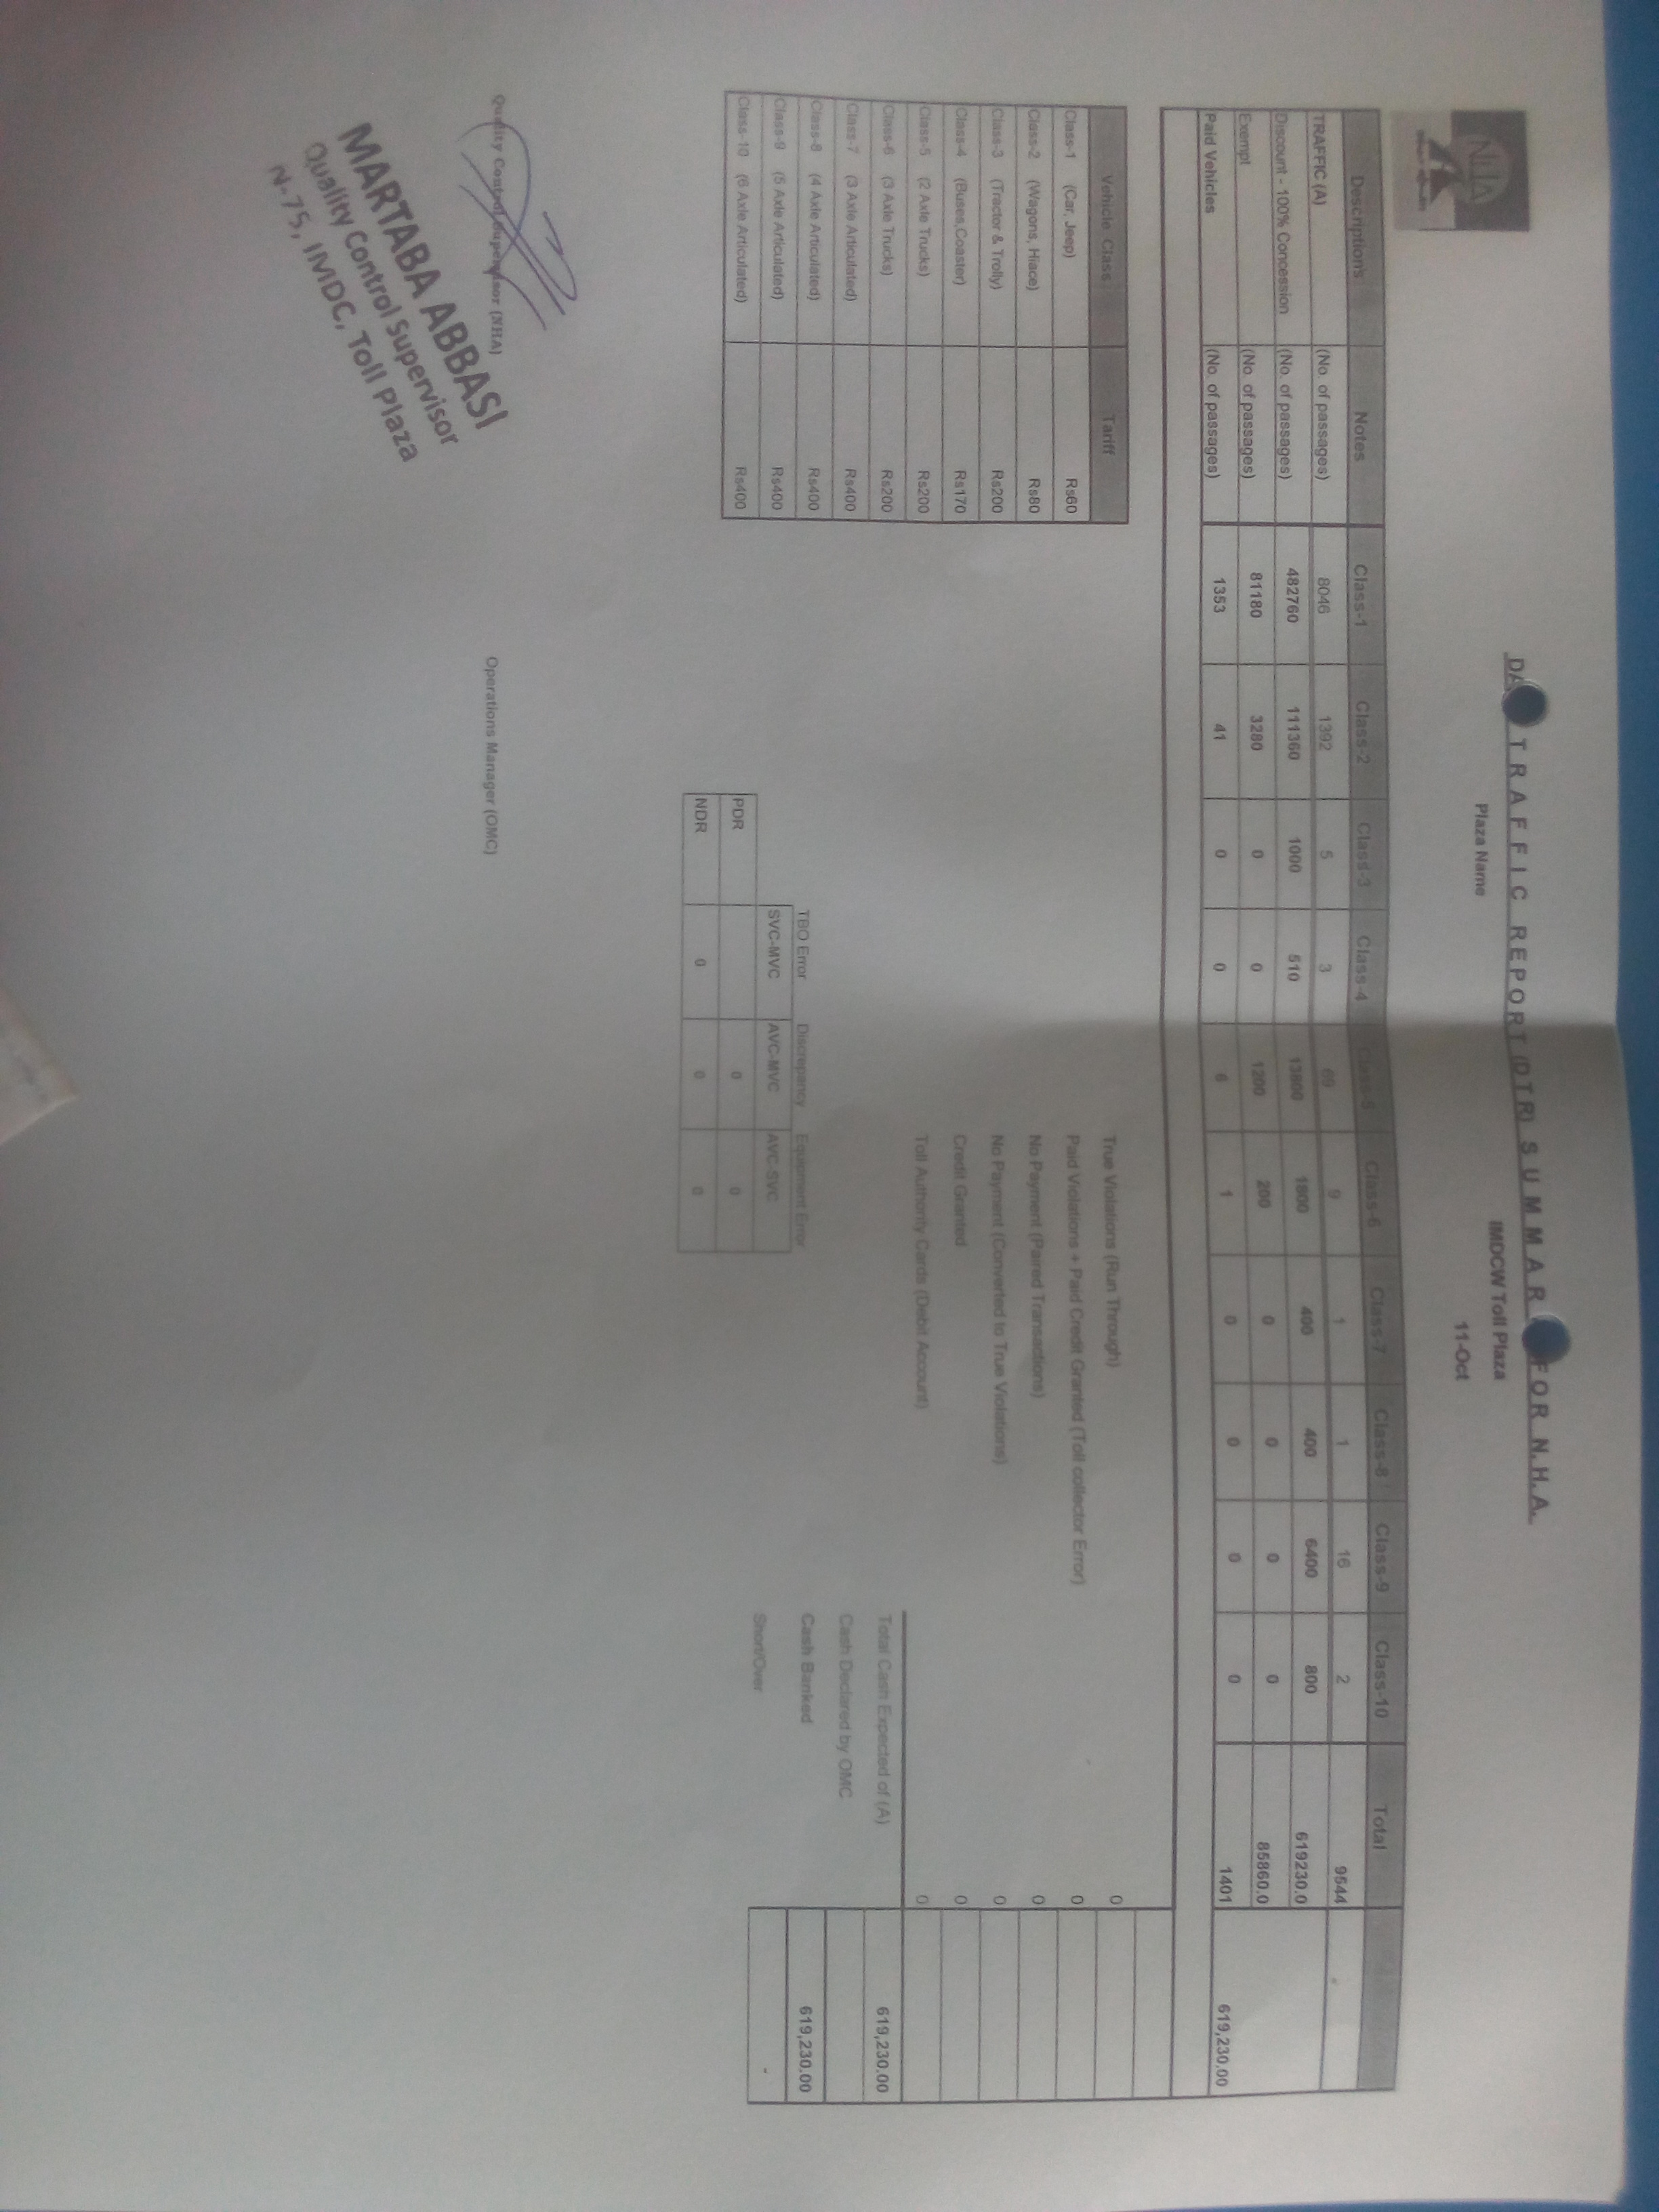 NHA
DA TRAFFIC REPORT (DTR) SUMMAR FOR N.H.A.
Plaza Name IMDCW Toll Plaza
11-Oct
Descriptions Notes Class-1 Class-2 Class-3 Class-4 Class-5 Class-6 Class-7 Class-8 Class-9 Class-10 Total
TRAFFIC (A) (No. of passages) 8046 1392 5 3 69 9 1 1 16 2 9544
Discount - 100% Concession (No. of passages) 482760 111360 1000 510 13800 1800 400 400 6400 800 619230.0
Exempt (No. of passages) 81180 3280 0 0 1200 200 0 0 0 0 85860.0
Paid Vehicles (No. of passages) 1353 41 0 0 6 1 0 0 0 0 1401 619,230.00
Vehicle Class Tariff
Class-1 (Car, Jeep) Rs60
Class-2 (Wagons, Hiace) Rs80
Class-3 (Tractor & Trolly) Rs200
Class-4 (Buses,Coaster) Rs170
Class-5 (2 Axle Trucks) Rs200
Class-6 (3 Axle Trucks) Rs200
Class-7 (3 Axle Articulated) Rs400
Class-8 (4 Axle Articulated) Rs400
Class-9 (5 Axle Articulated) Rs400
Class-10 (6 Axle Articulated) Rs400
True Violations (Run Through) 0
Paid Violations + Paid Credit Granted (Toll collector Error) 0
No Payment (Paired Transactions) 0
No Payment (Converted to True Violations) 0
Credit Granted 0
Toll Authority Cards (Debit Account) 0
Total Cash Expected of (A) 619,230.00
Cash Declared by OMC
Cash Banked 619,230.00
Short/Over -
TBO Error Discrepancy Equipment Error
SVC-MVC AVC-MVC AVC-SVC
PDR 0 0
NDR 0 0 0
Quality Control Supervisor (NHA) Operations Manager (OMC)
MARTABA ABBASI
Quality Control Supervisor
N-75, IMDC, Toll Plaza